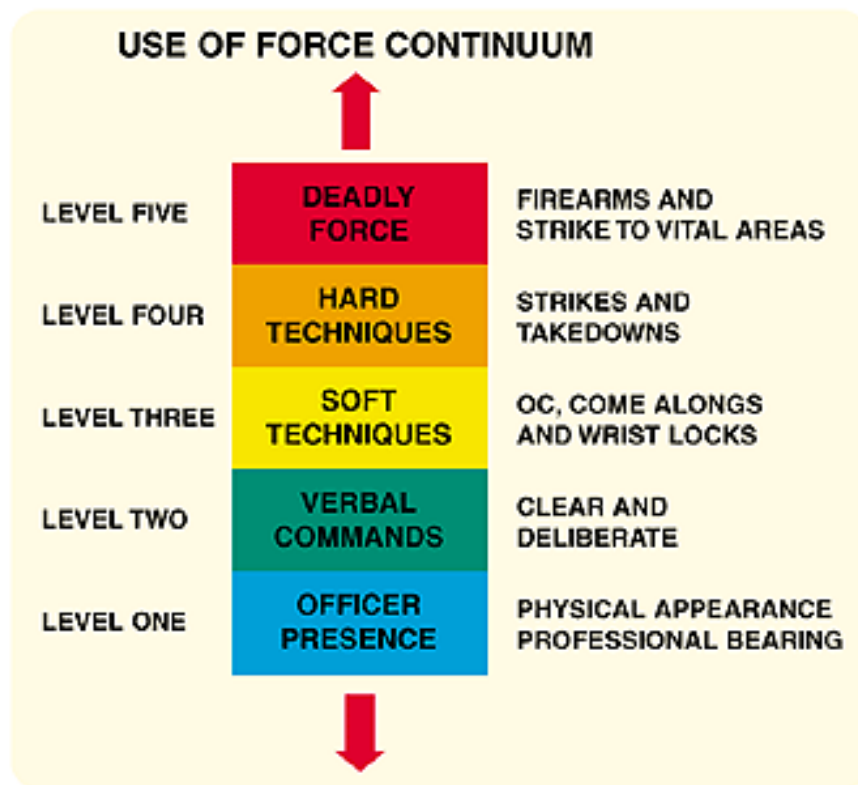 USE OF FORCE CONTINUUM
LEVEL FIVE
DEADLY
FORCE
FIREARMS AND
STRIKE TO VITAL AREAS
LEVEL FOUR
HARD
TECHNIQUES
STRIKES AND
TAKEDOWNS
LEVEL THREE
SOFT
TECHNIQUES
OC, COME ALONGS
AND WRIST LOCKS
LEVEL TWO
VERBAL
COMMANDS
CLEAR AND
DELIBERATE
LEVEL ONE
OFFICER
PRESENCE
PHYSICAL APPEARANCE
PROFESSIONAL BEARING